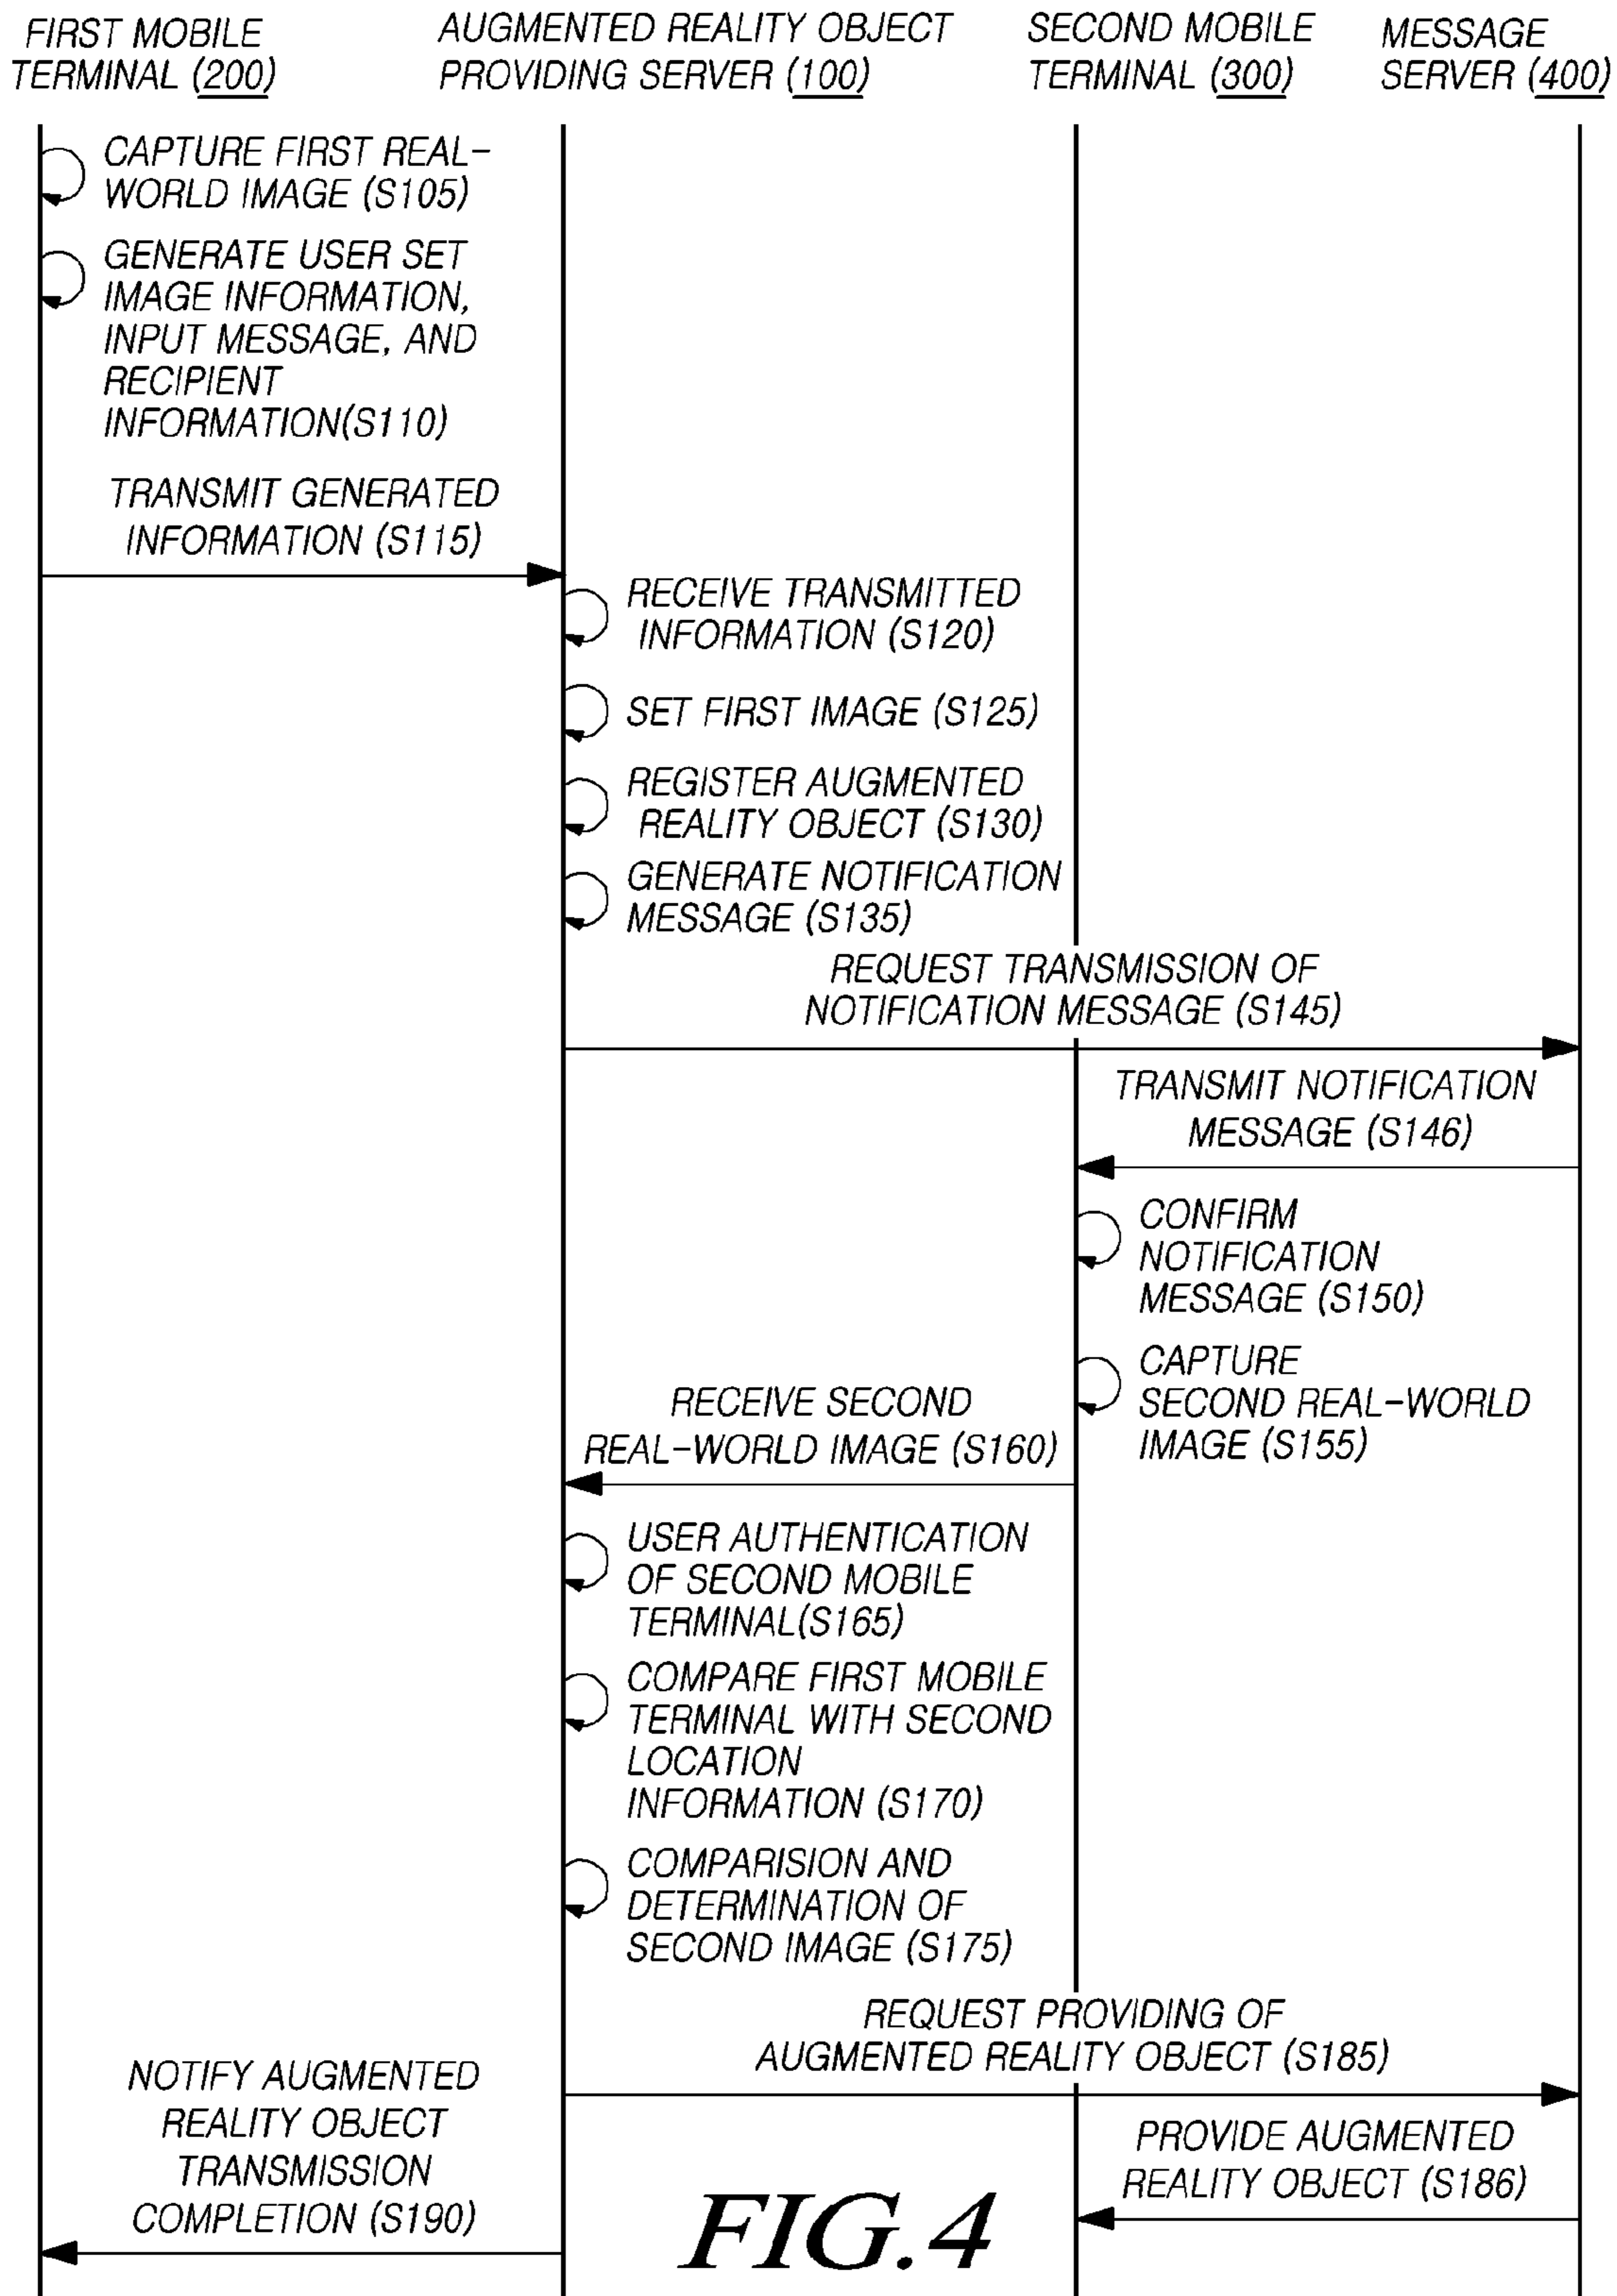 FIRST MOBILE
TERMINAL (200)
AUGMENTED REALITY OBJECT
PROVIDING SERVER (100)
SECOND MOBILE
TERMINAL (300)
MESSAGE
SERVER (400)
CAPTURE FIRST REAL-
WORLD IMAGE (S105)
GENERATE USER SET
IMAGE INFORMATION,
INPUT MESSAGE, AND
RECIPIENT
INFORMATION(S110)
TRANSMIT GENERATED
INFORMATION (S115)
RECEIVE TRANSMITTED
INFORMATION (S120)
SET FIRST IMAGE (S125)
REGISTER AUGMENTED
REALITY OBJECT (S130)
GENERATE NOTIFICATION
MESSAGE (S135)
REQUEST TRANSMISSION OF
NOTIFICATION MESSAGE (S145)
TRANSMIT NOTIFICATION
MESSAGE (S146)
CONFIRM
NOTIFICATION
MESSAGE (S150)
CAPTURE
SECOND REAL-WORLD
IMAGE (S155)
RECEIVE SECOND
REAL-WORLD IMAGE (S160)
USER AUTHENTICATION
OF SECOND MOBILE
TERMINAL(S165)
COMPARE FIRST MOBILE
TERMINAL WITH SECOND
LOCATION
INFORMATION (S170)
COMPARISION AND
DETERMINATION OF
SECOND IMAGE (S175)
REQUEST PROVIDING OF
AUGMENTED REALITY OBJECT (S185)
PROVIDE AUGMENTED
REALITY OBJECT (S186)
NOTIFY AUGMENTED
REALITY OBJECT
TRANSMISSION
COMPLETION (S190)
FIG.4